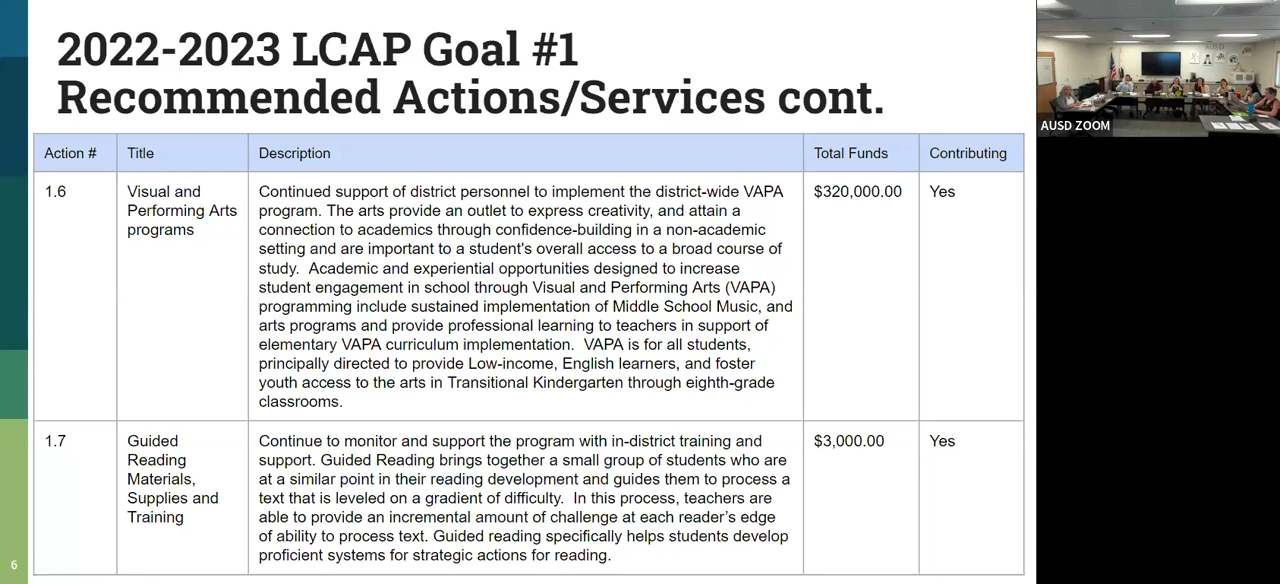 2022-2023 LCAP Goal #1
Recommended Actions/Services cont.
AUSD ZOOM
Action #
Title
Description
Total Funds
Contributing
1.6
Visual and
Performing Arts
programs
Continued support of district personnel to implement the district-wide VAPA
program. The arts provide an outlet to express creativity, and attain a
connection to academics through confidence-building in a non-academic
setting and are important to a student's overall access to a broad course of
study.  Academic and experiential opportunities designed to increase
student engagement in school through Visual and Performing Arts (VAPA)
programming include sustained implementation of Middle School Music, and
arts programs and provide professional learning to teachers in support of
elementary VAPA curriculum implementation.  VAPA is for all students,
principally directed to provide Low-income, English learners, and foster
youth access to the arts in Transitional Kindergarten through eighth-grade
classrooms.
$320,000.00
Yes
1.7
Guided
Reading
Materials,
Supplies and
Training
Continue to monitor and support the program with in-district training and
support. Guided Reading brings together a small group of students who are
at a similar point in their reading development and guides them to process a
text that is leveled on a gradient of difficulty.  In this process, teachers are
able to provide an incremental amount of challenge at each reader’s edge
of ability to process text. Guided reading specifically helps students develop
proficient systems for strategic actions for reading.
$3,000.00
Yes
6